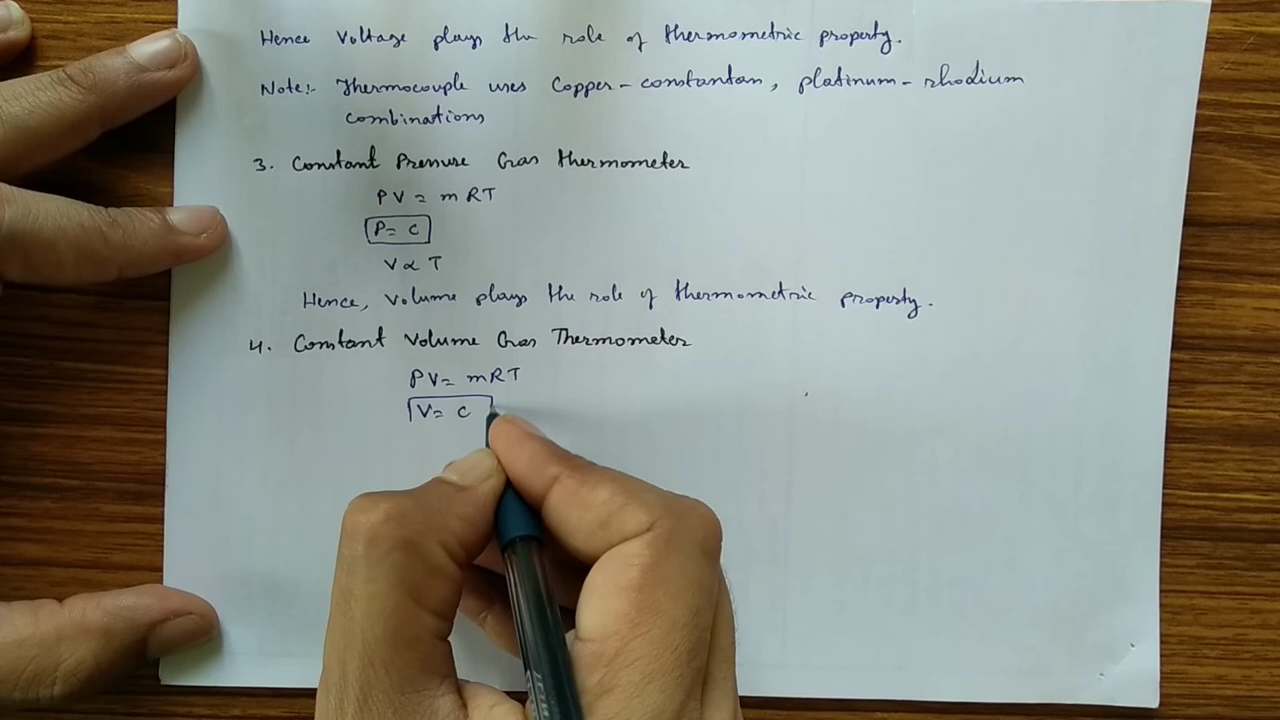 Hence Voltage plays the role of thermometric property.
Note:- Thermocouple uses Copper - constantan, platinum - rhodium
combinations
3. Constant Pressure Gas thermometer
PV = mRT
P = C
V ∝ T
Hence, Volume plays the role of thermometric property.
4. Constant Volume Gas Thermometer
PV = mRT
V = C